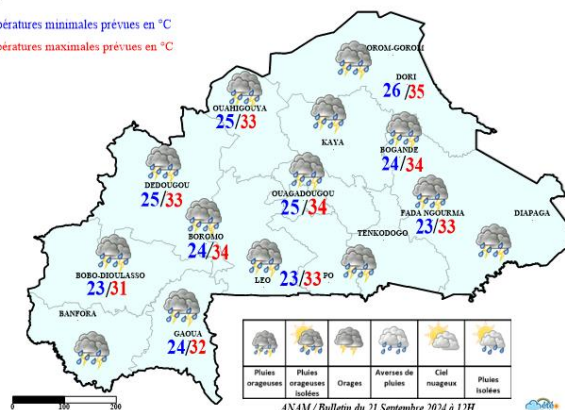 pératures minimales prévues en °C
pératures maximales prévues en °C
OROM-GOROM
DORI
26 /35
OUAHIGOUYA
25/33
KAYA
BOGANDE
24/34
DEDOUGOU
25/33
OUAGADOUGOU
25/34
FADA NGOURMA
23/33
DIAPAGA
BOROMO
24/34
TENKODOGO
BOBO-DIOULASSO
23/31
LEO
23/33
PO
BANFORA
GAOUA
24/32
Pluies orageuses
Pluies orageuses isolées
Orages
Averses de pluies
Ciel nuageux
Pluies isolées
0 100 200
ANAM / Bulletin du 21 Septembre 2024 à 12H